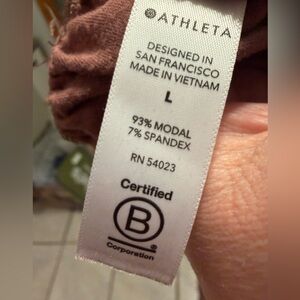 ATHLETA
DESIGNED IN
SAN FRANCISCO
MADE IN VIETNAM
L
93% MODAL
7% SPANDEX
RN 54023
Certified
B
Corporation